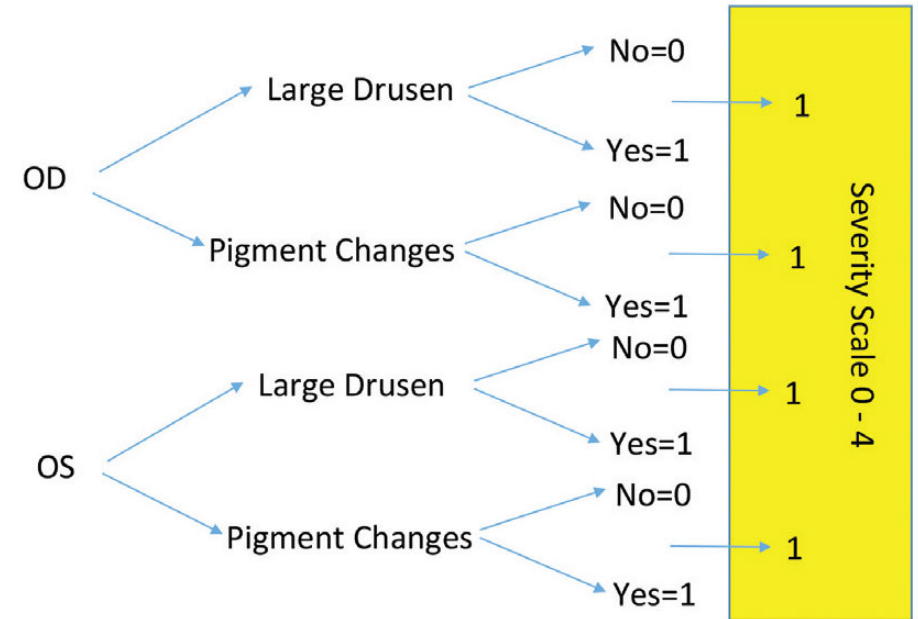 OD
Large Drusen
No=0
Yes=1
1
Pigment Changes
No=0
Yes=1
1
OS
Large Drusen
No=0
Yes=1
1
Pigment Changes
No=0
Yes=1
1
Severity Scale 0 - 4